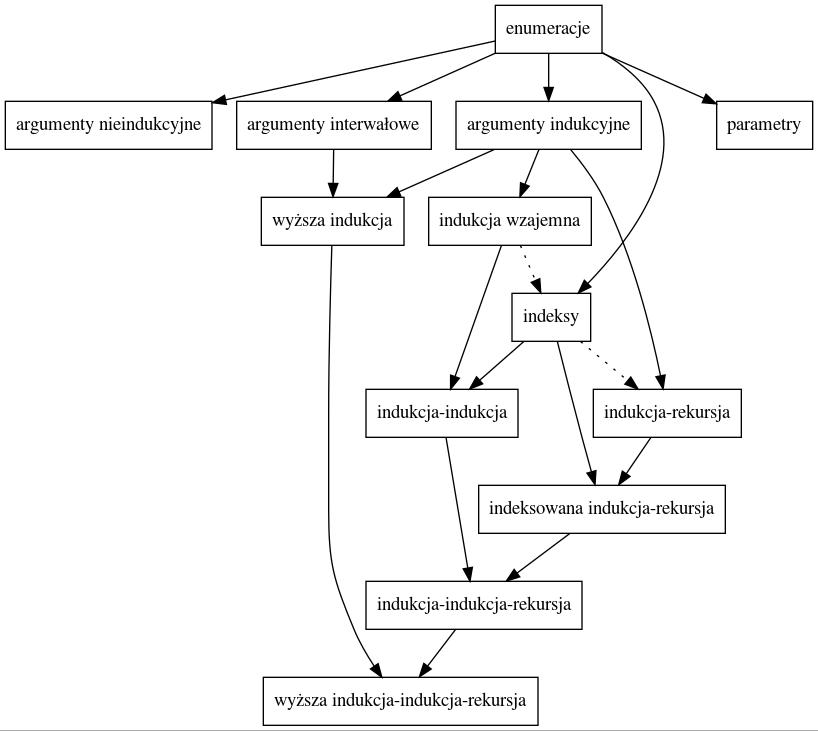 enumeracje
argumenty nieindukcyjne
argumenty interwałowe
argumenty indukcyjne
parametry
wyższa indukcja
indukcja wzajemna
indeksy
indukcja-indukcja
indukcja-rekursja
indeksowana indukcja-rekursja
indukcja-indukcja-rekursja
wyższa indukcja-indukcja-rekursja